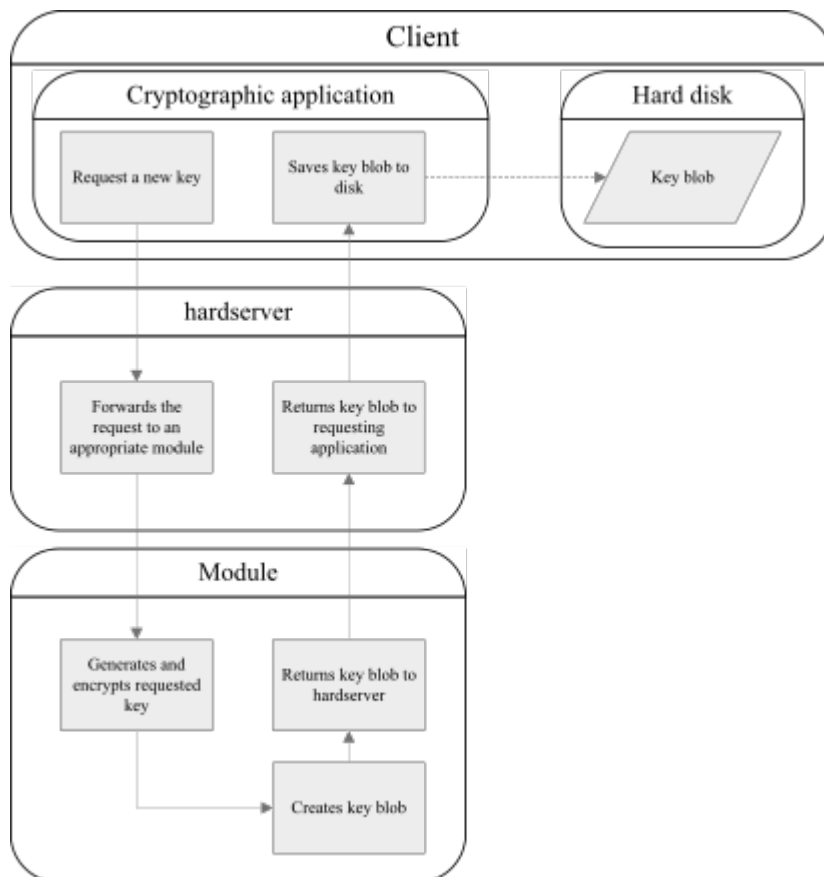 Client
Cryptographic application
Hard disk
Request a new key
Saves key blob to
disk
Key blob
hardserver
Forwards the
request to an
appropriate module
Returns key blob to
requesting
application
Module
Generates and
encrypts requested
key
Returns key blob to
hardserver
Creates key blob